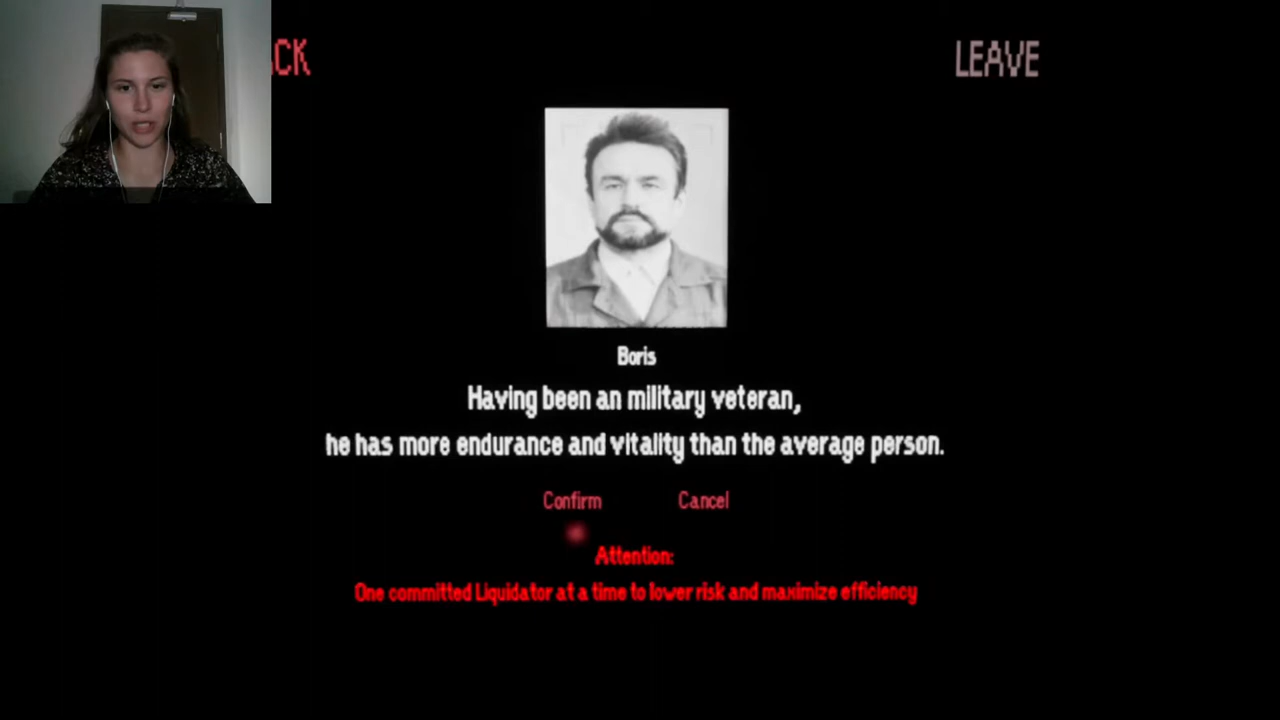 CK
LEAVE
Boris
Having been an military veteran,
he has more endurance and vitality than the average person.
Confirm Cancel
Attention:
One committed Liquidator at a time to lower risk and maximize efficiency